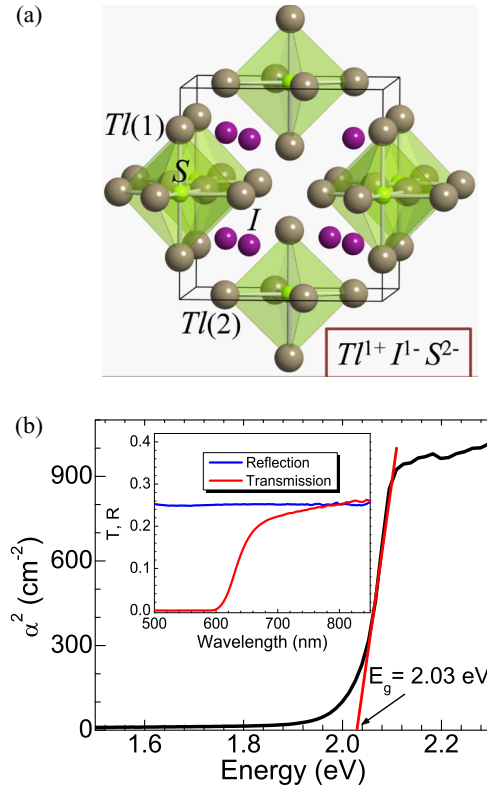 (a)
Tl(1)
S
I
Tl(2)
Tl¹⁺ I¹⁻ S²⁻
(b)
0.4
Reflection
Transmission
900
0.3
T, R
0.2
0.1
600
0.0
500 600 700 800
Wavelength (nm)
α² (cm⁻²)
300
E_g = 2.03 eV
0
1.6 1.8 2.0 2.2
Energy (eV)